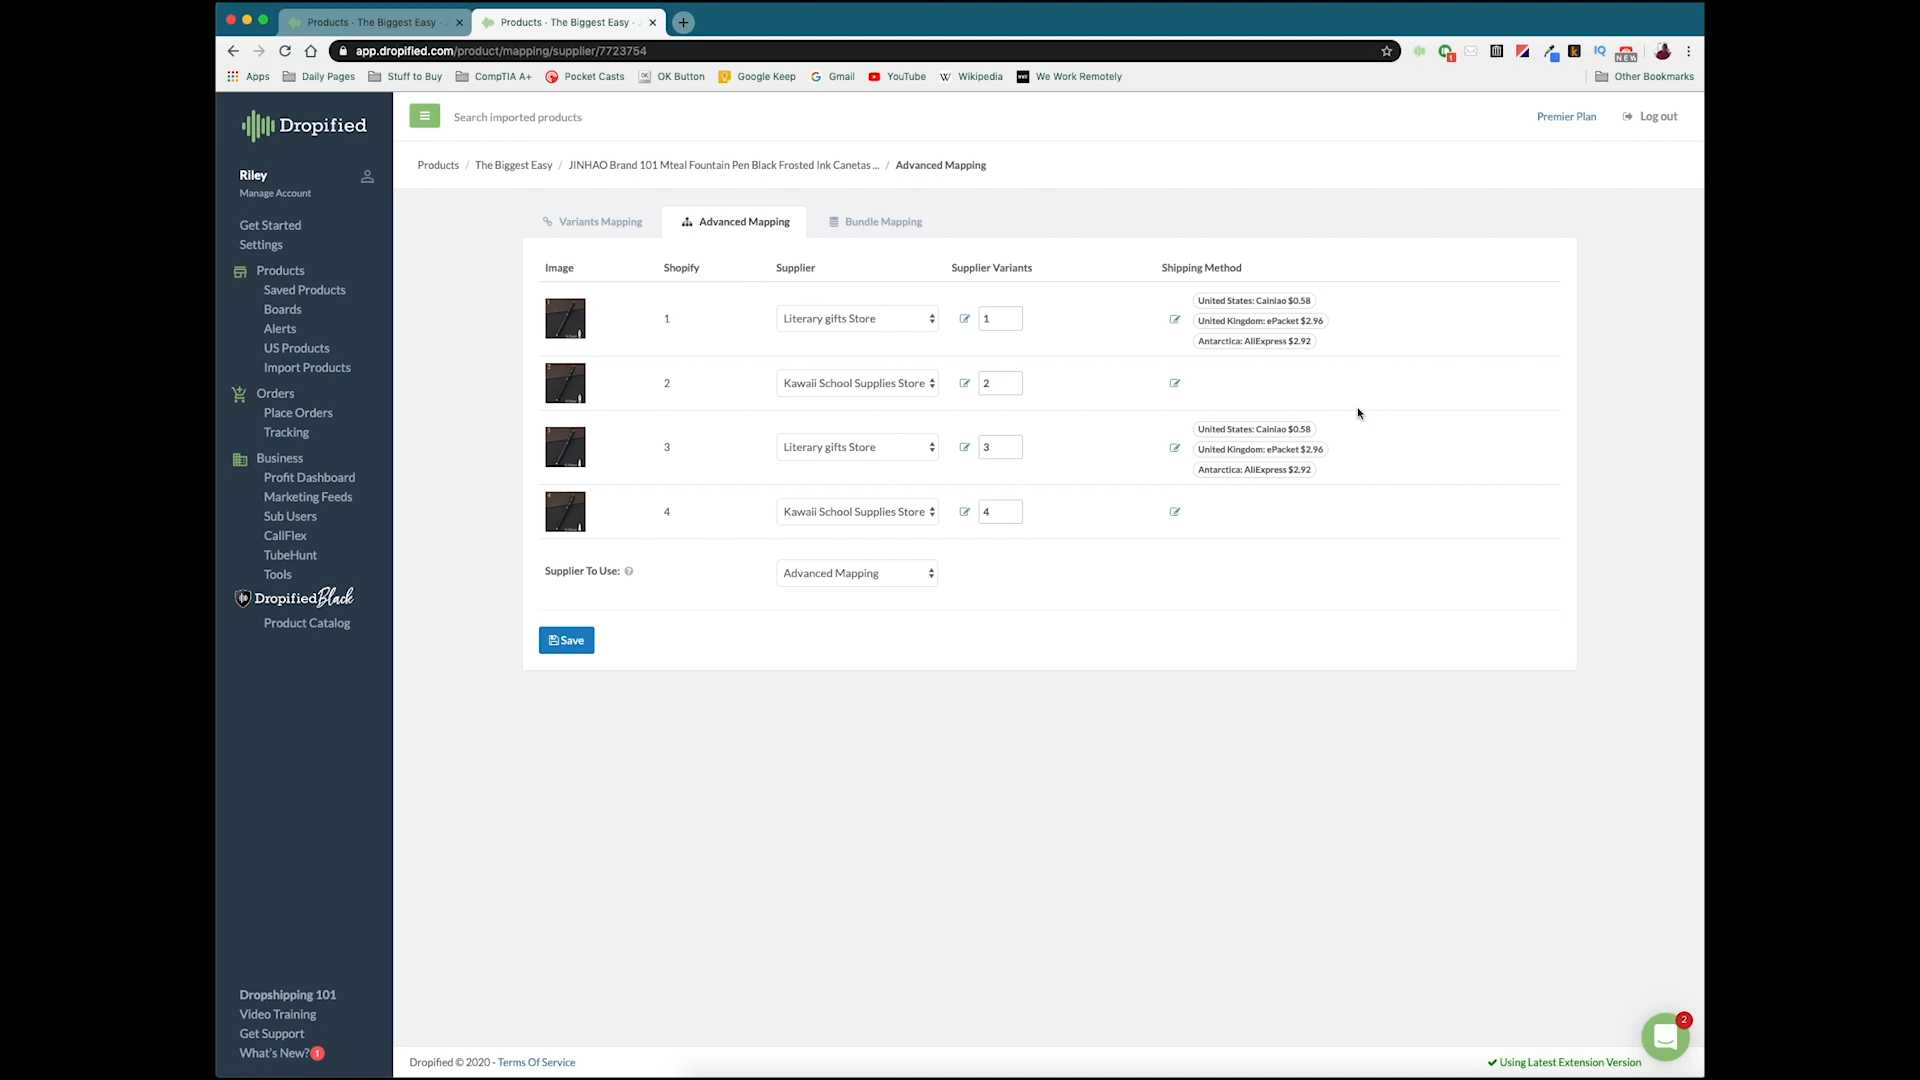 Products · The Biggest Easy
Products · The Biggest Easy ·
app.dropified.com/product/mapping/supplier/7723754
1
IQ
NEW
Apps
Daily Pages
Stuff to Buy
CompTIA A+
Pocket Casts
OK Button
Google Keep
Gmail
YouTube
Wikipedia
We Work Remotely
Other Bookmarks
Dropified
Search imported products
Premier Plan
Log out
Products / The Biggest Easy / JINHAO Brand 101 Mteal Fountain Pen Black Frosted Ink Canetas ... / Advanced Mapping
Riley
Manage Account
Get Started
Settings
Products
Saved Products
Boards
Alerts
US Products
Import Products
Orders
Place Orders
Tracking
Business
Profit Dashboard
Marketing Feeds
Sub Users
CallFlex
TubeHunt
Tools
Dropified Black
Product Catalog
Dropshipping 101
Video Training
Get Support
What's New? 1
Variants Mapping
Advanced Mapping
Bundle Mapping
Image Shopify Supplier Supplier Variants Shipping Method
1 Literary gifts Store 1
United States: Cainiao $0.58
United Kingdom: ePacket $2.96
Antarctica: AliExpress $2.92
2 Kawaii School Supplies Store 2
3 Literary gifts Store 3
United States: Cainiao $0.58
United Kingdom: ePacket $2.96
Antarctica: AliExpress $2.92
4 Kawaii School Supplies Store 4
Supplier To Use: Advanced Mapping
Save
2
Dropified © 2020 - Terms Of Service
Using Latest Extension Version